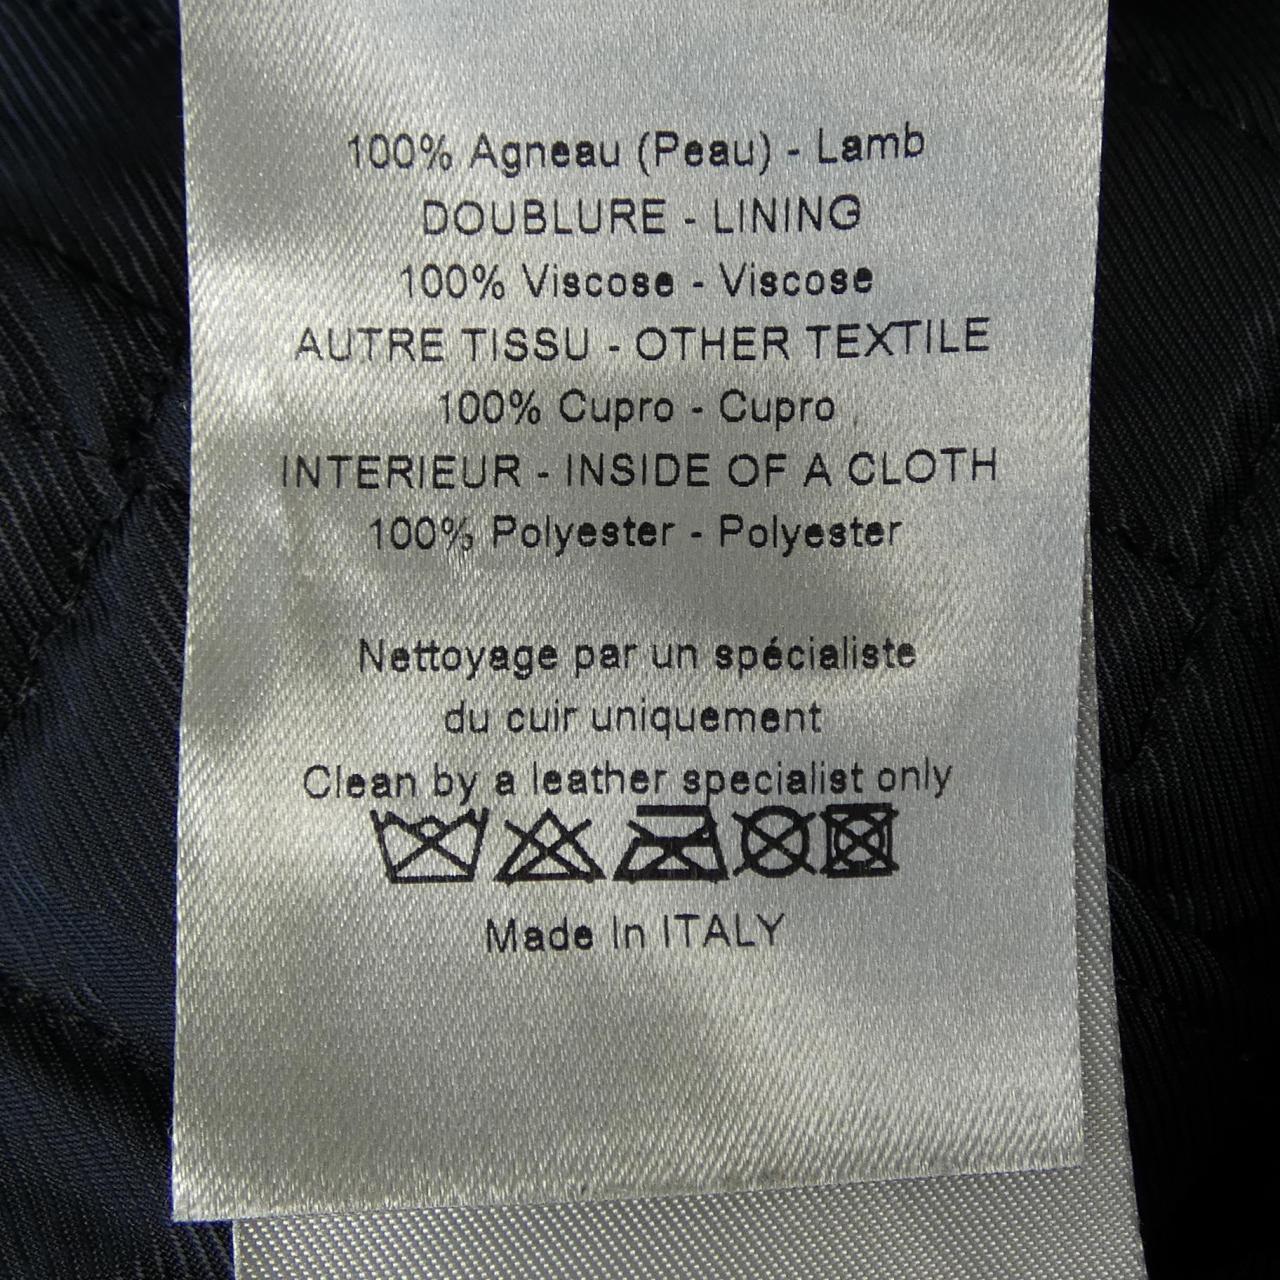 100% Agneau (Peau) - Lamb
DOUBLURE - LINING
100% Viscose - Viscose
AUTRE TISSU - OTHER TEXTILE
100% Cupro - Cupro
INTERIEUR - INSIDE OF A CLOTH
100% Polyester - Polyester
Nettoyage par un spécialiste
du cuir uniquement
Clean by a leather specialist only
Made In ITALY